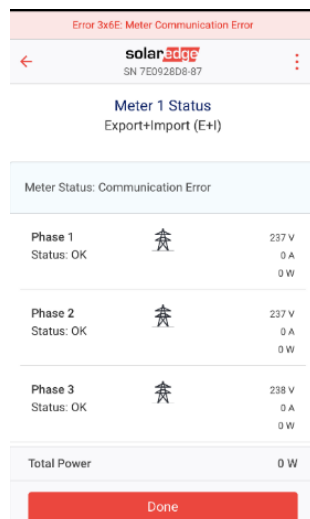 Error 3x6E: Meter Communication Error
solaredge
SN 7E0928D8-87
Meter 1 Status
Export+Import (E+I)
Meter Status: Communication Error
Phase 1
237 V
Status: OK
0 A
0 W
Phase 2
237 V
Status: OK
0 A
0 W
Phase 3
238 V
Status: OK
0 A
0 W
Total Power 0 W
Done